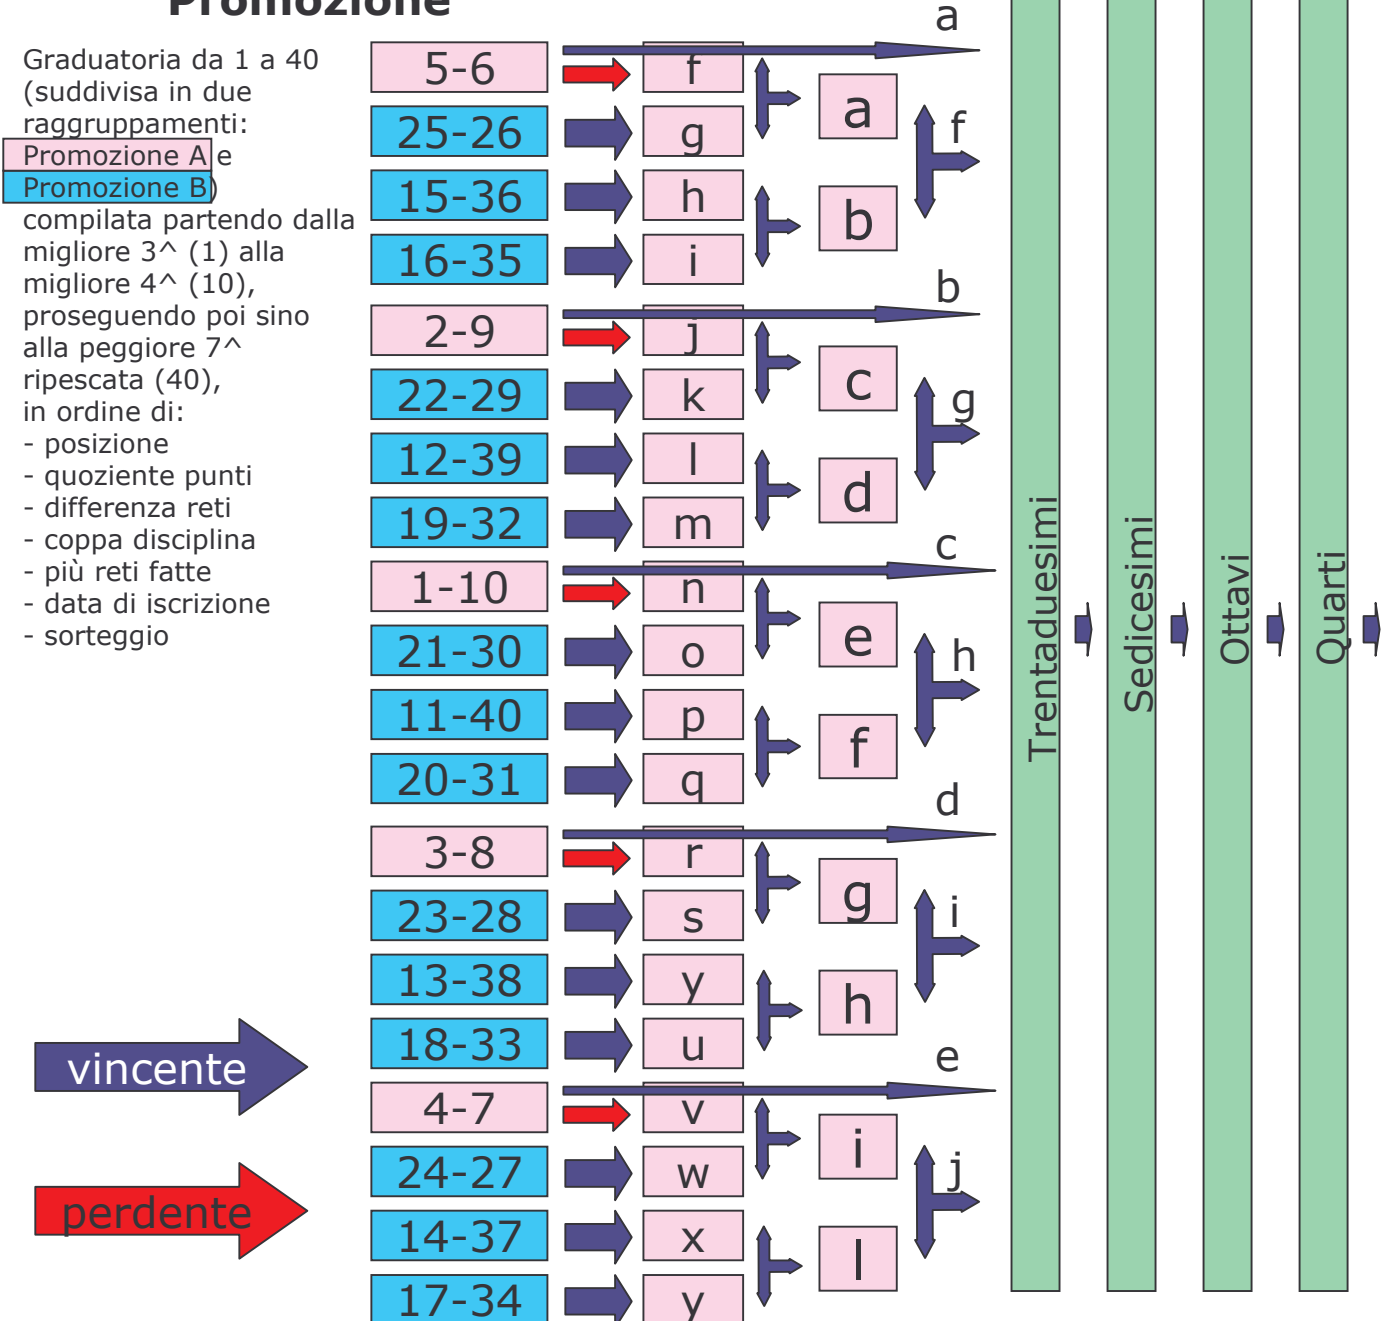 Promozione
Graduatoria da 1 a 40
(suddivisa in due
raggruppamenti:
Promozione A e
Promozione B)
compilata partendo dalla
migliore 3^ (1) alla
migliore 4^ (10),
proseguendo poi sino
alla peggiore 7^
ripescata (40),
in ordine di:
- posizione
- quoziente punti
- differenza reti
- coppa disciplina
- più reti fatte
- data di iscrizione
- sorteggio
vincente
perdente
a
5-6 f
a
25-26 g
f
15-36 h
b
16-35 i
b
2-9 j
c
22-29 k
g
12-39 l
d
19-32 m
c
1-10 n
e
21-30 o
h
11-40 p
f
20-31 q
d
3-8 r
g
23-28 s
i
13-38 y
h
18-33 u
e
4-7 v
i
24-27 w
j
14-37 x
l
17-34 y
Trentaduesimi
Sedicesimi
Ottavi
Quarti